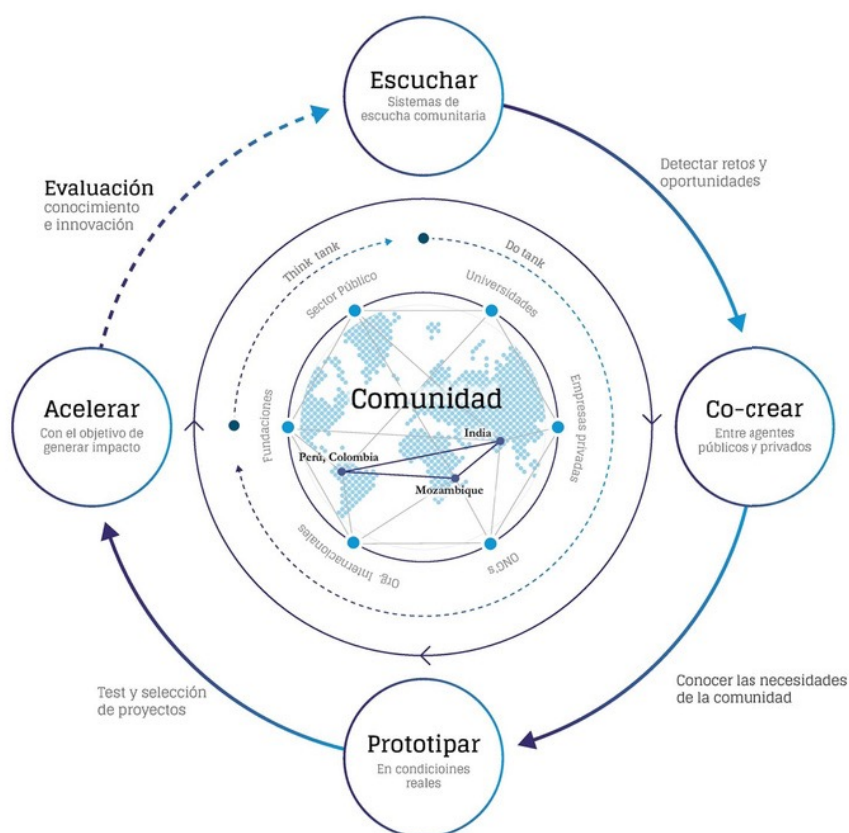 Escuchar
Sistemas de
escucha comunitaria
Detectar retos y
oportunidades
Evaluación
conocimiento
e innovación
Think tank
Do tank
Sector Público
Universidades
Fundaciones
Empresas privadas
Comunidad
India
Perú, Colombia
Mozambique
Org. Internacionales
ONG's
Acelerar
Con el objetivo de
generar impacto
Co-crear
Entre agentes
públicos y privados
Test y selección
de proyectos
Conocer las necesidades
de la comunidad
Prototipar
En condicioines
reales